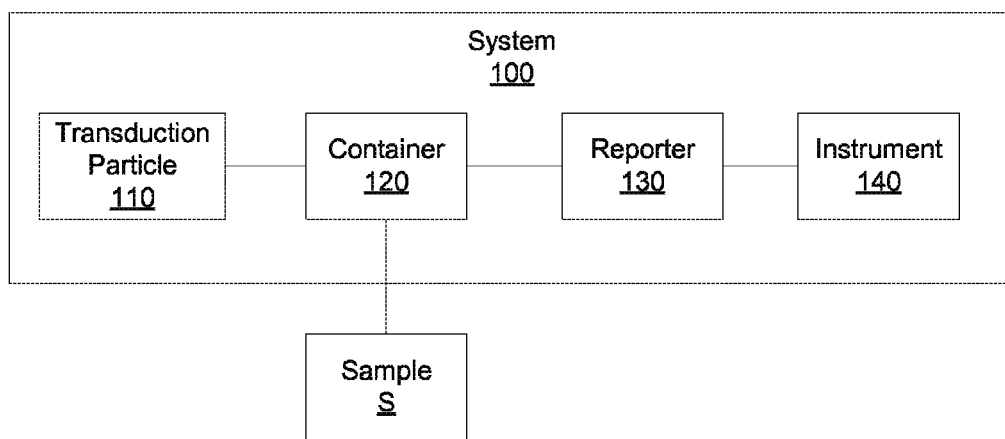 System
100
Transduction
Particle
110
Container
120
Reporter
130
Instrument
140
Sample
S